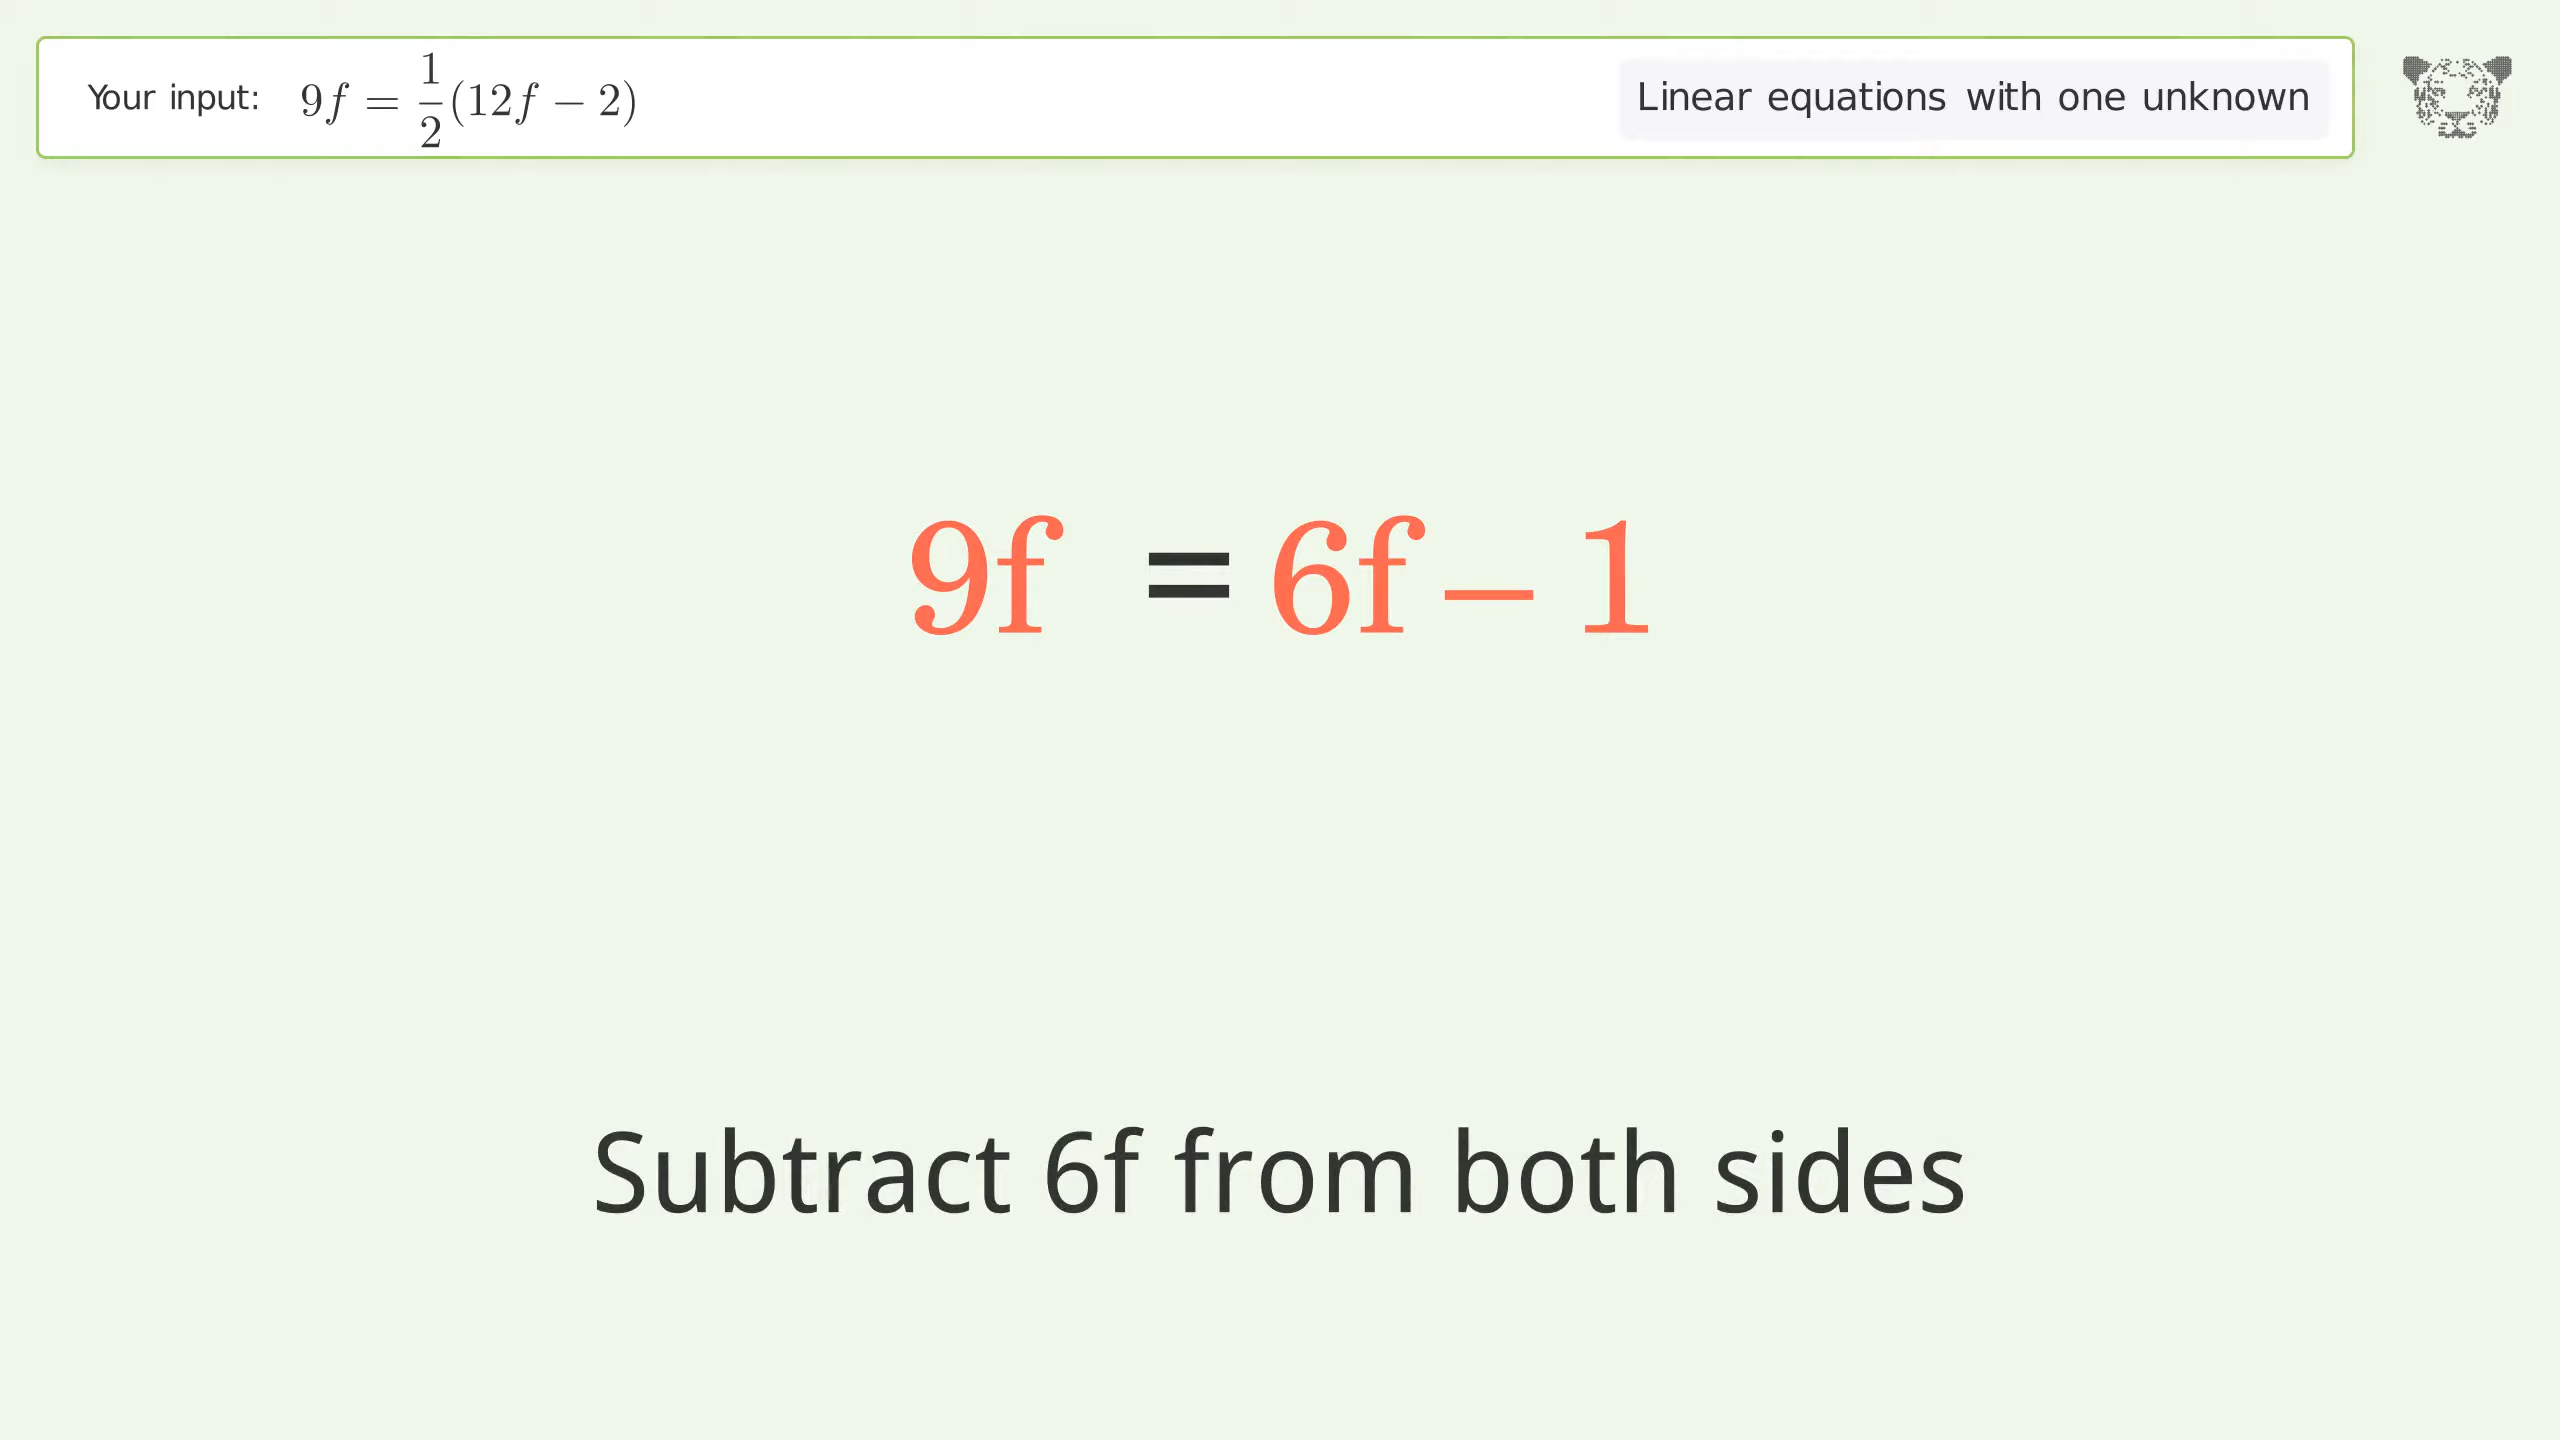 Your input: 9f = 1/2(12f − 2)
Linear equations with one unknown
9f = 6f – 1
Subtract 6f from both sides